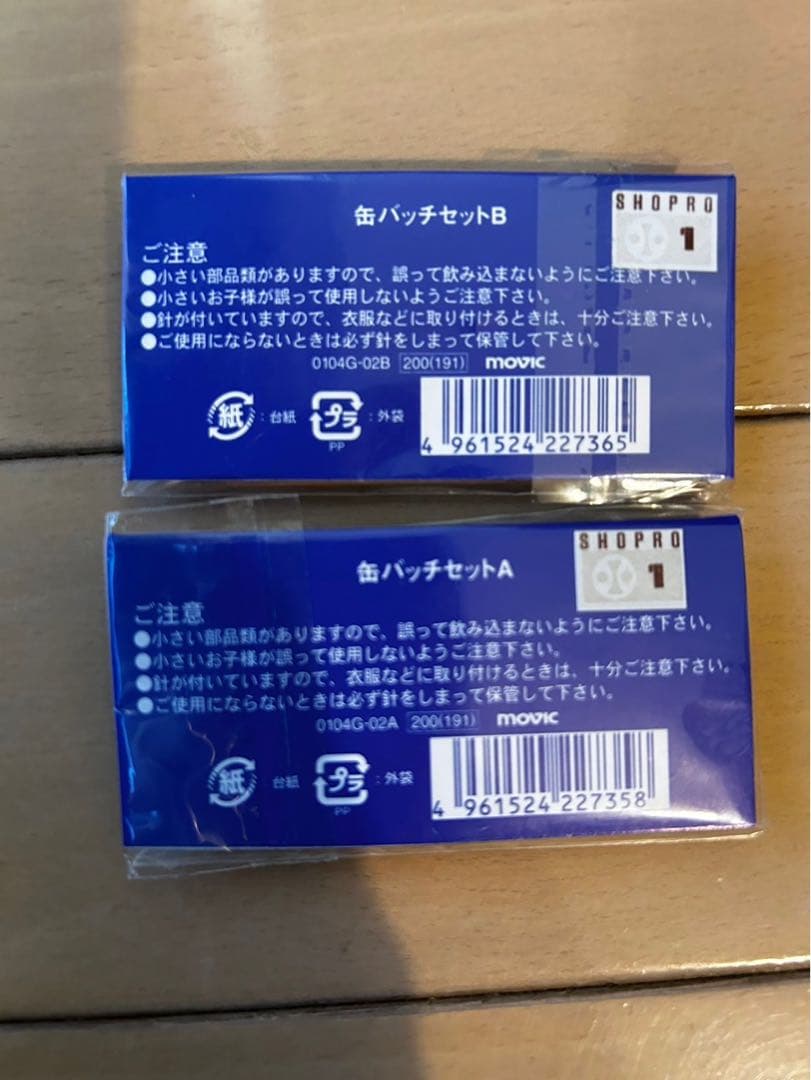 缶バッチセットB
SHOPRO
1
ご注意
●小さい部品類がありますので、誤って飲み込まないようにご注意下さい。
●小さいお子様が誤って使用しないようご注意下さい。
●針が付いていますので、衣服などに取り付けるときは、十分ご注意下さい。
●ご使用にならないときは必ず針をしまって保管して下さい。
0104G-02B 200(191) movic
紙 : 台紙 プラ : 外袋
PP
4 961524 227365
缶バッチセットA
SHOPRO
1
ご注意
●小さい部品類がありますので、誤って飲み込まないようにご注意下さい。
●小さいお子様が誤って使用しないようご注意下さい。
●針が付いていますので、衣服などに取り付けるときは、十分ご注意下さい。
●ご使用にならないときは必ず針をしまって保管して下さい。
0104G-02A 200(191) movic
紙 台紙 プラ : 外袋
PP
4 961524 227358